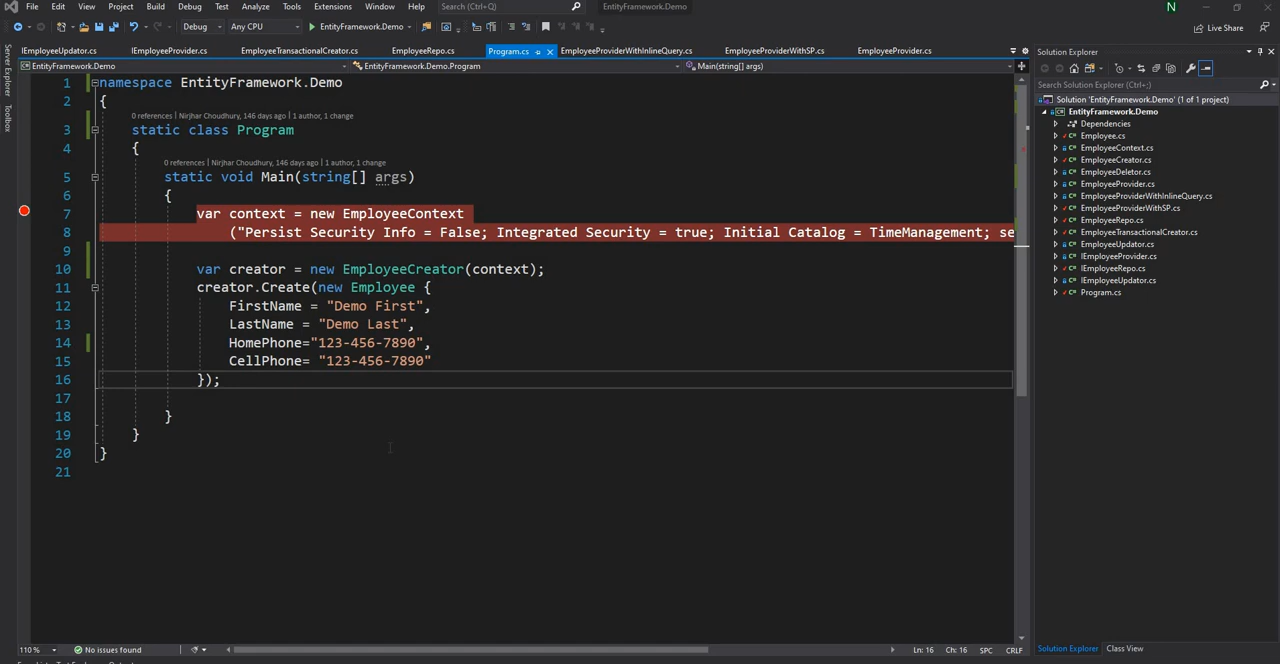 File Edit View Project Build Debug Test Analyze Tools Extensions Window Help Search (Ctrl+Q) EntityFramework.Demo N
Debug Any CPU EntityFramework.Demo Live Share
IEmployeeUpdator.cs IEmployeeProvider.cs EmployeeTransactionalCreator.cs EmployeeRepo.cs Program.cs EmployeeProviderWithInlineQuery.cs EmployeeProviderWithSP.cs EmployeeProvider.cs
EntityFramework.Demo EntityFramework.Demo.Program Main(string[] args)
Server Explorer
Toolbox
1 namespace EntityFramework.Demo
2 {
0 references | Nirjhar Choudhury, 146 days ago | 1 author, 1 change
3 static class Program
4 {
0 references | Nirjhar Choudhury, 146 days ago | 1 author, 1 change
5 static void Main(string[] args)
6 {
7 var context = new EmployeeContext
8 ("Persist Security Info = False; Integrated Security = true; Initial Catalog = TimeManagement; se
9
10 var creator = new EmployeeCreator(context);
11 creator.Create(new Employee {
12 FirstName = "Demo First",
13 LastName = "Demo Last",
14 HomePhone="123-456-7890",
15 CellPhone= "123-456-7890"
16 });
17
18 }
19 }
20 }
21
110 % No issues found Ln: 16 Ch: 16 SPC CRLF
Solution Explorer
Search Solution Explorer (Ctrl+;)
Solution 'EntityFramework.Demo' (1 of 1 project)
EntityFramework.Demo
Dependencies
C# Employee.cs
C# EmployeeContext.cs
C# EmployeeCreator.cs
C# EmployeeDeletor.cs
C# EmployeeProvider.cs
C# EmployeeProviderWithInlineQuery.cs
C# EmployeeProviderWithSP.cs
C# EmployeeRepo.cs
C# EmployeeTransactionalCreator.cs
C# EmployeeUpdator.cs
C# IEmployeeProvider.cs
C# IEmployeeRepo.cs
C# IEmployeeUpdator.cs
C# Program.cs
Solution Explorer Class View